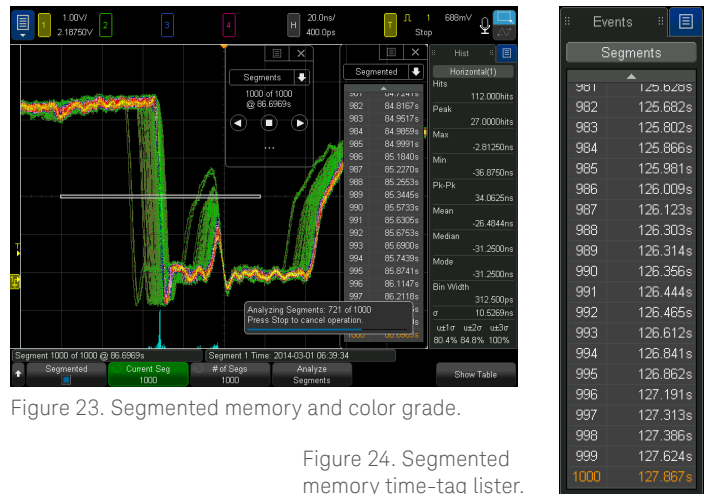 1
1.00V/
2.18750V
2
3
4
H
20.0ns/
400.0ps
T
1
688mV
Stop
Segments
1000 of 1000
@ 86.6969s
...
Segmented
981 84.7241s
982 84.8167s
983 84.9517s
984 84.9859s
985 84.9991s
986 85.1840s
987 85.2270s
988 85.2553s
989 85.3445s
990 85.5733s
991 85.6305s
992 85.6753s
993 85.6900s
994 85.7439s
995 85.8741s
996 86.1147s
997 86.2118s
Hist
Horizontal(1)
Hits
112.000hits
Peak
27.0000hits
Max
-2.81250ns
Min
-36.8750ns
Pk-Pk
34.0625ns
Mean
-26.4844ns
Median
-31.2500ns
Mode
-31.2500ns
Bin Width
312.500ps
σ
10.5269ns
u±1σ u±2σ u±3σ
80.4% 84.8% 100%
Analyzing Segments: 721 of 1000
Press Stop to cancel operation.
Segment 1000 of 1000 @ 86.6969s
Segment 1 Time: 2014-03-01 06:39:34
Segmented
Current Seg
1000
# of Segs
1000
Analyze
Segments
Show Table
Figure 23. Segmented memory and color grade.
Events
Segments
981 125.628s
982 125.682s
983 125.802s
984 125.866s
985 125.981s
986 126.009s
987 126.123s
988 126.303s
989 126.314s
990 126.356s
991 126.444s
992 126.465s
993 126.612s
994 126.841s
995 126.862s
996 127.191s
997 127.313s
998 127.386s
999 127.624s
1000 127.867s
Figure 24. Segmented
memory time-tag lister.